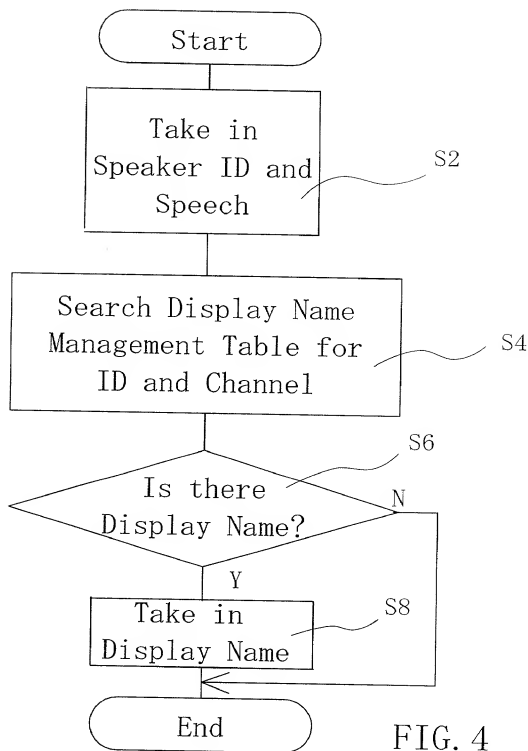 Start
Take in
Speaker ID and
Speech
S2
Search Display Name
Management Table for
ID and Channel
S4
S6
Is there
Display Name?
N
Y
Take in
Display Name
S8
End
FIG. 4